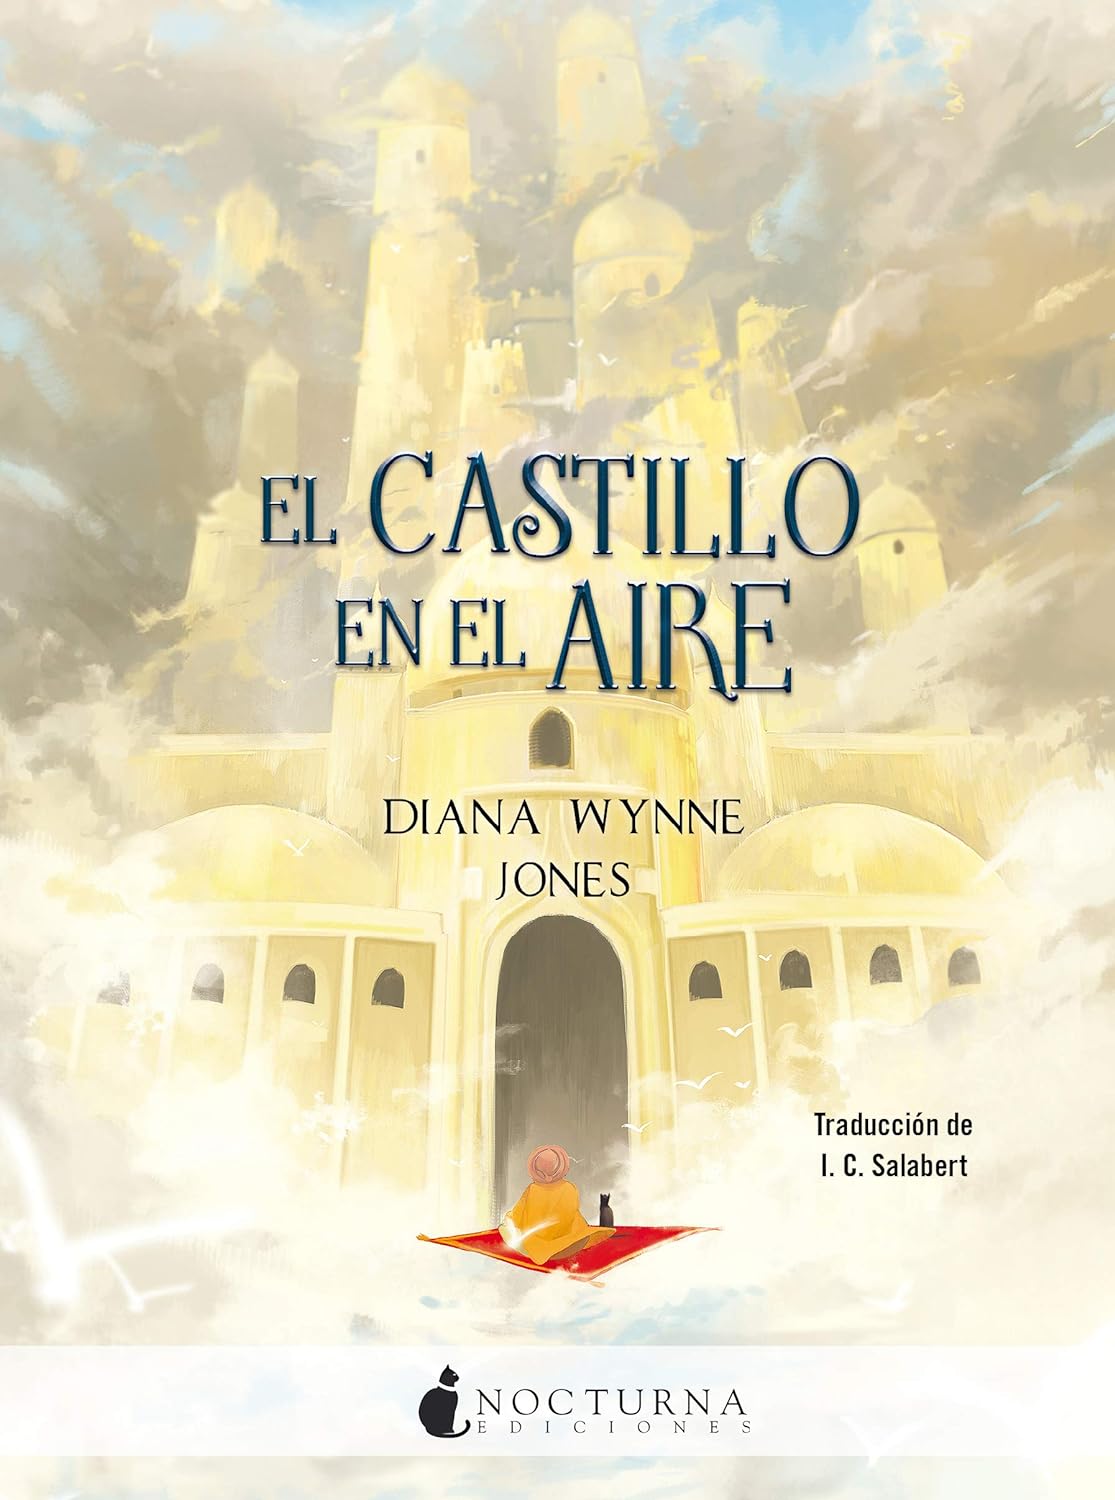 EL CASTILLO
EN EL AIRE
DIANA WYNNE
JONES
Traducción de
I. C. Salabert
NOCTURNA
EDICIONES